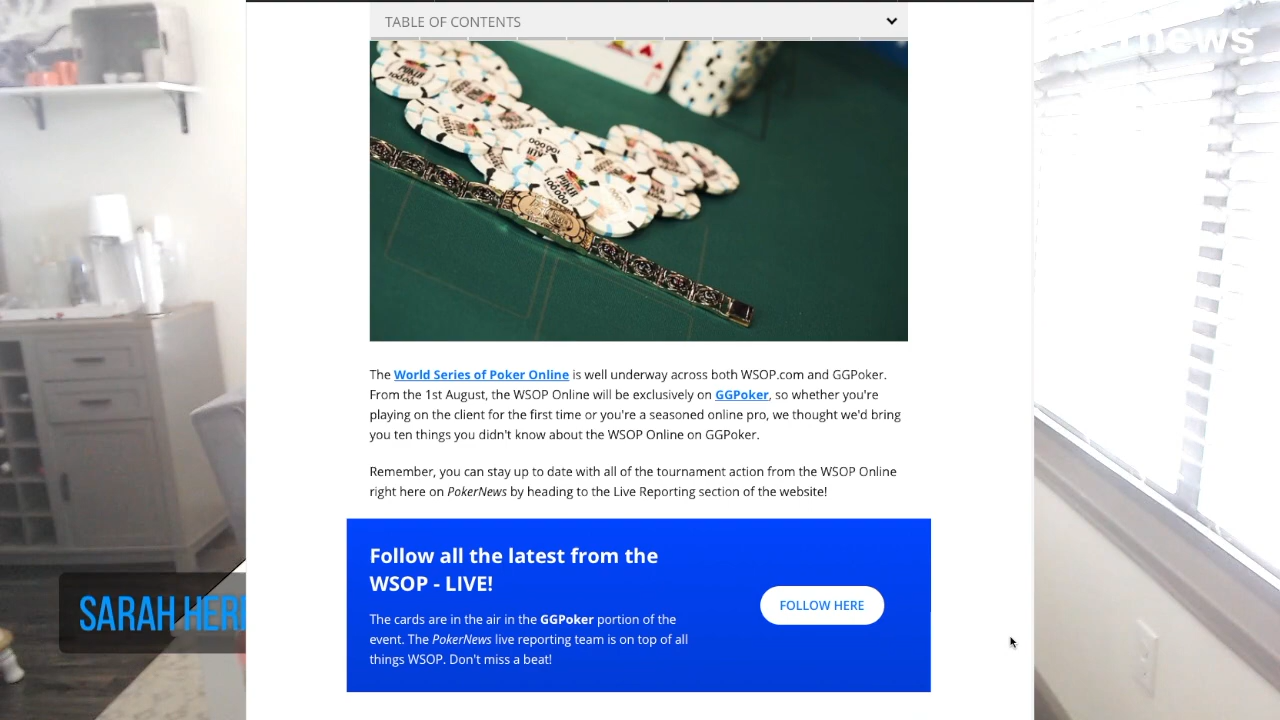 TABLE OF CONTENTS
The World Series of Poker Online is well underway across both WSOP.com and GGPoker.
From the 1st August, the WSOP Online will be exclusively on GGPoker, so whether you're
playing on the client for the first time or you're a seasoned online pro, we thought we'd bring
you ten things you didn't know about the WSOP Online on GGPoker.
Remember, you can stay up to date with all of the tournament action from the WSOP Online
right here on PokerNews by heading to the Live Reporting section of the website!
Follow all the latest from the
WSOP - LIVE!
The cards are in the air in the GGPoker portion of the
event. The PokerNews live reporting team is on top of all
things WSOP. Don't miss a beat!
FOLLOW HERE
SARAH